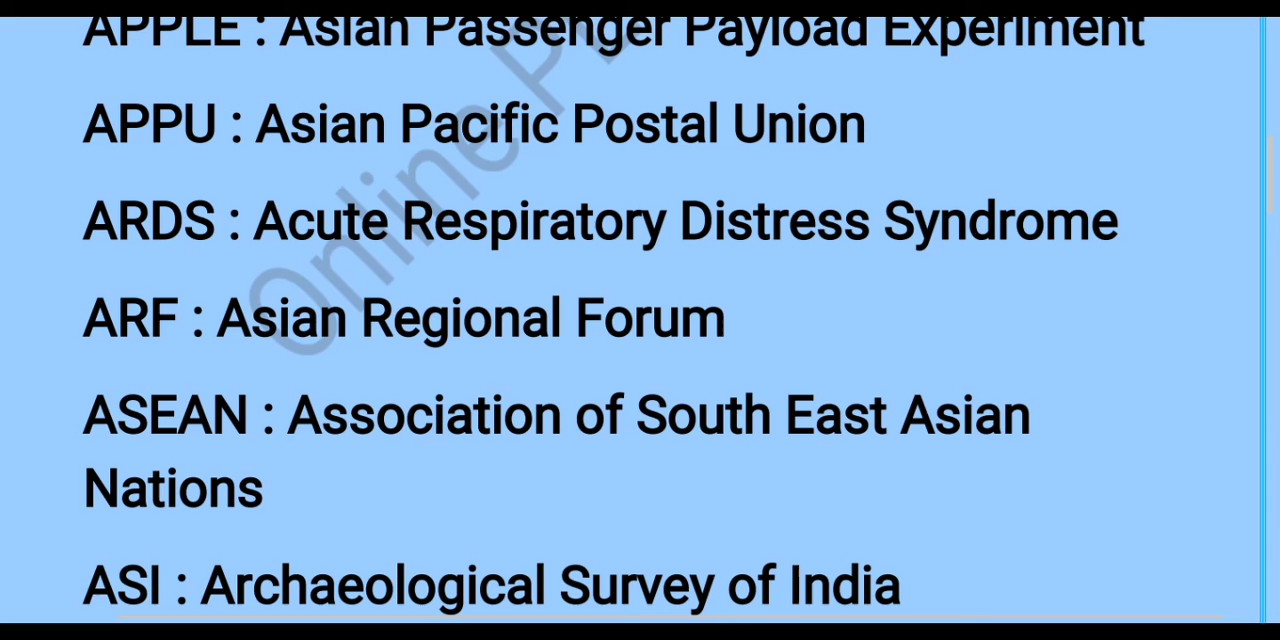 APPLE : Asian Passenger Payload Experiment
APPU : Asian Pacific Postal Union
ARDS : Acute Respiratory Distress Syndrome
ARF : Asian Regional Forum
ASEAN : Association of South East Asian
Nations
ASI : Archaeological Survey of India
Online